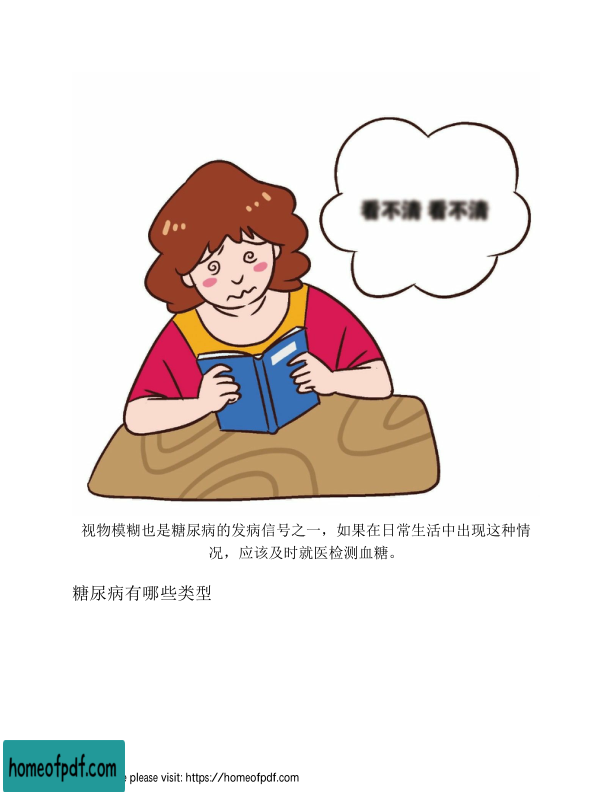 看不清 看不清
视物模糊也是糖尿病的发病信号之一，如果在日常生活中出现这种情
况，应该及时就医检测血糖。
糖尿病有哪些类型
homeofpdf.com
e please visit: https://homeofpdf.com